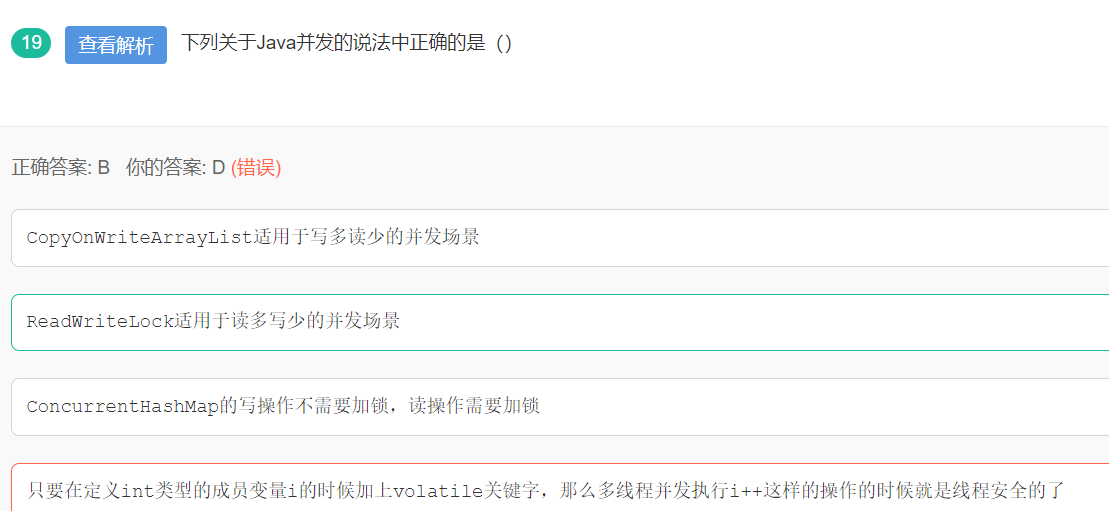 19 查看解析 下列关于Java并发的说法中正确的是（）
正确答案: B 你的答案: D (错误)
CopyOnWriteArrayList适用于写多读少的并发场景
ReadWriteLock适用于读多写少的并发场景
ConcurrentHashMap的写操作不需要加锁，读操作需要加锁
只要在定义int类型的成员变量i的时候加上volatile关键字，那么多线程并发执行i++这样的操作的时候就是线程安全的了